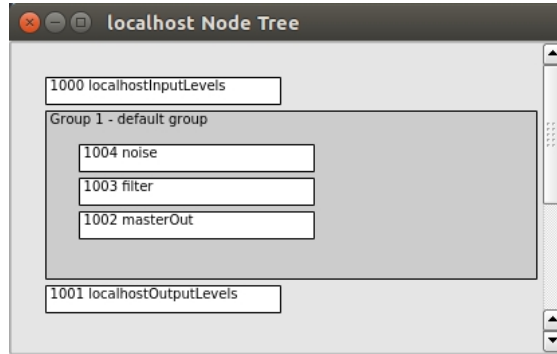 localhost Node Tree
1000 localhostInputLevels
Group 1 - default group
1004 noise
1003 filter
1002 masterOut
1001 localhostOutputLevels